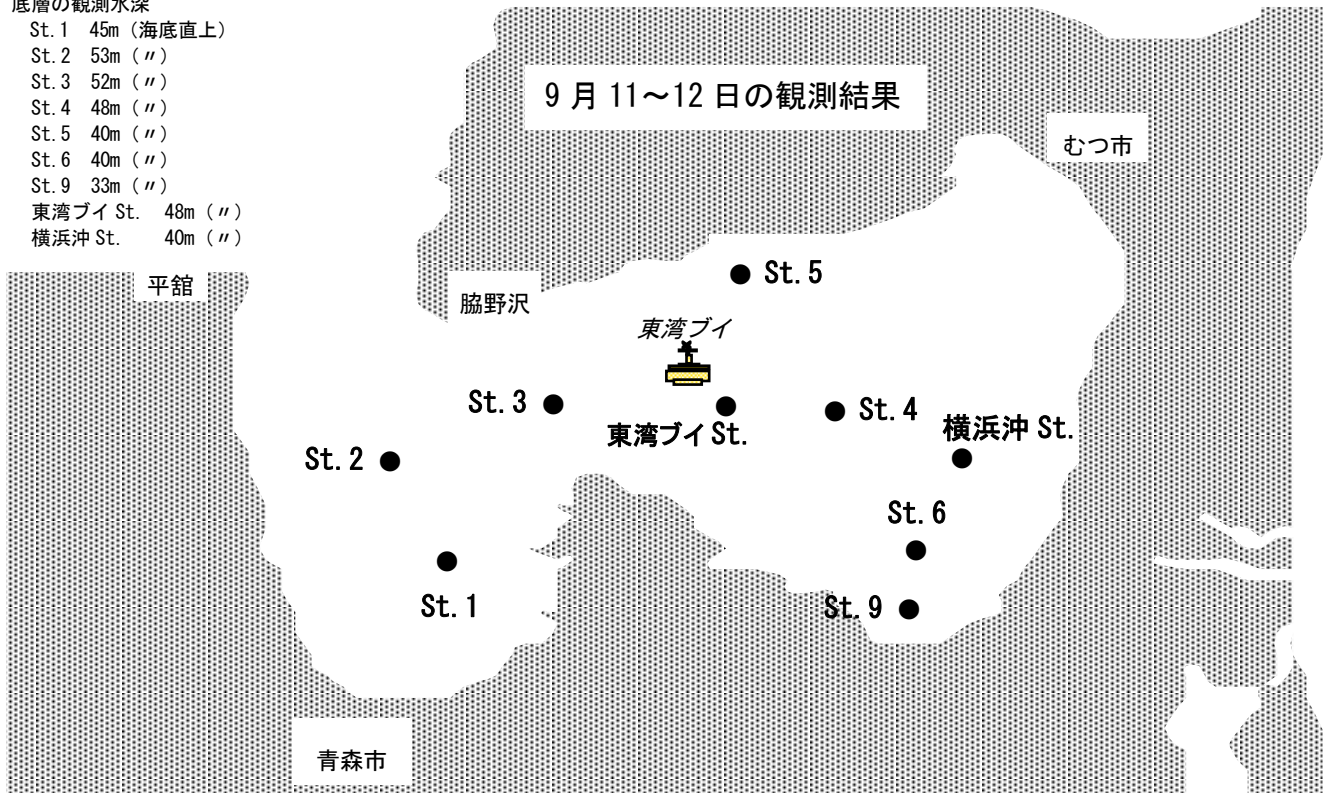 底層の観測水深
St.1 45m (海底直上)
St.2 53m (〃)
St.3 52m (〃)
St.4 48m (〃)
St.5 40m (〃)
St.6 40m (〃)
St.9 33m (〃)
東湾ブイ St. 48m (〃)
横浜沖 St. 40m (〃)
9 月 11～12 日の観測結果
むつ市
平舘
脇野沢
St.5
東湾ブイ
St.3
St.4
東湾ブイ St.
横浜沖 St.
St.2
St.6
St.1
St.9
青森市